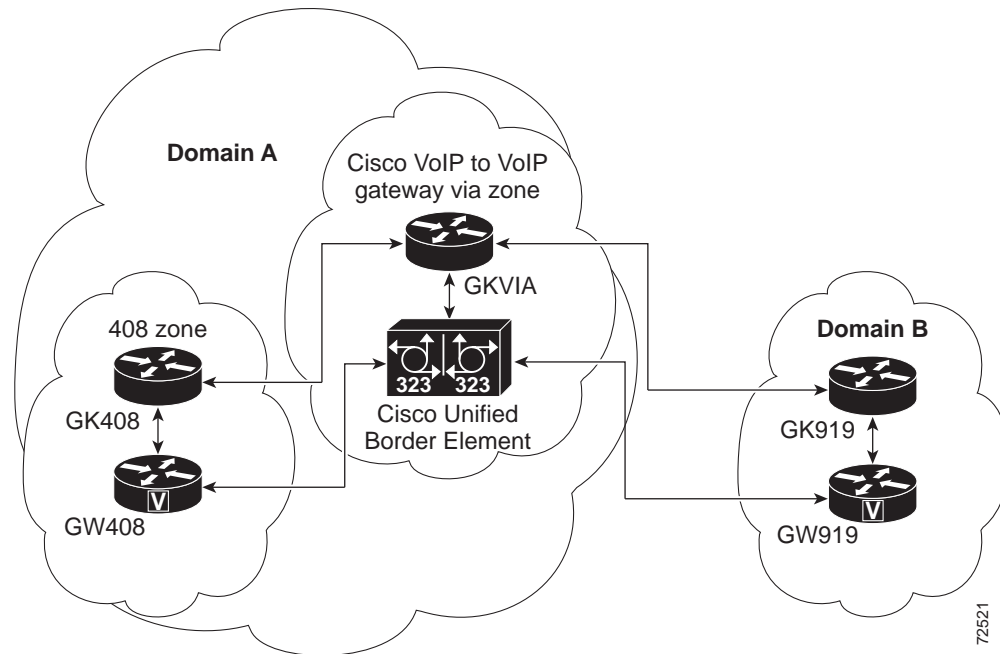 Domain A
Cisco VoIP to VoIP
gateway via zone
GKVIA
408 zone
GK408
V
GW408
323 323
Cisco Unified
Border Element
Domain B
GK919
V
GW919
72521